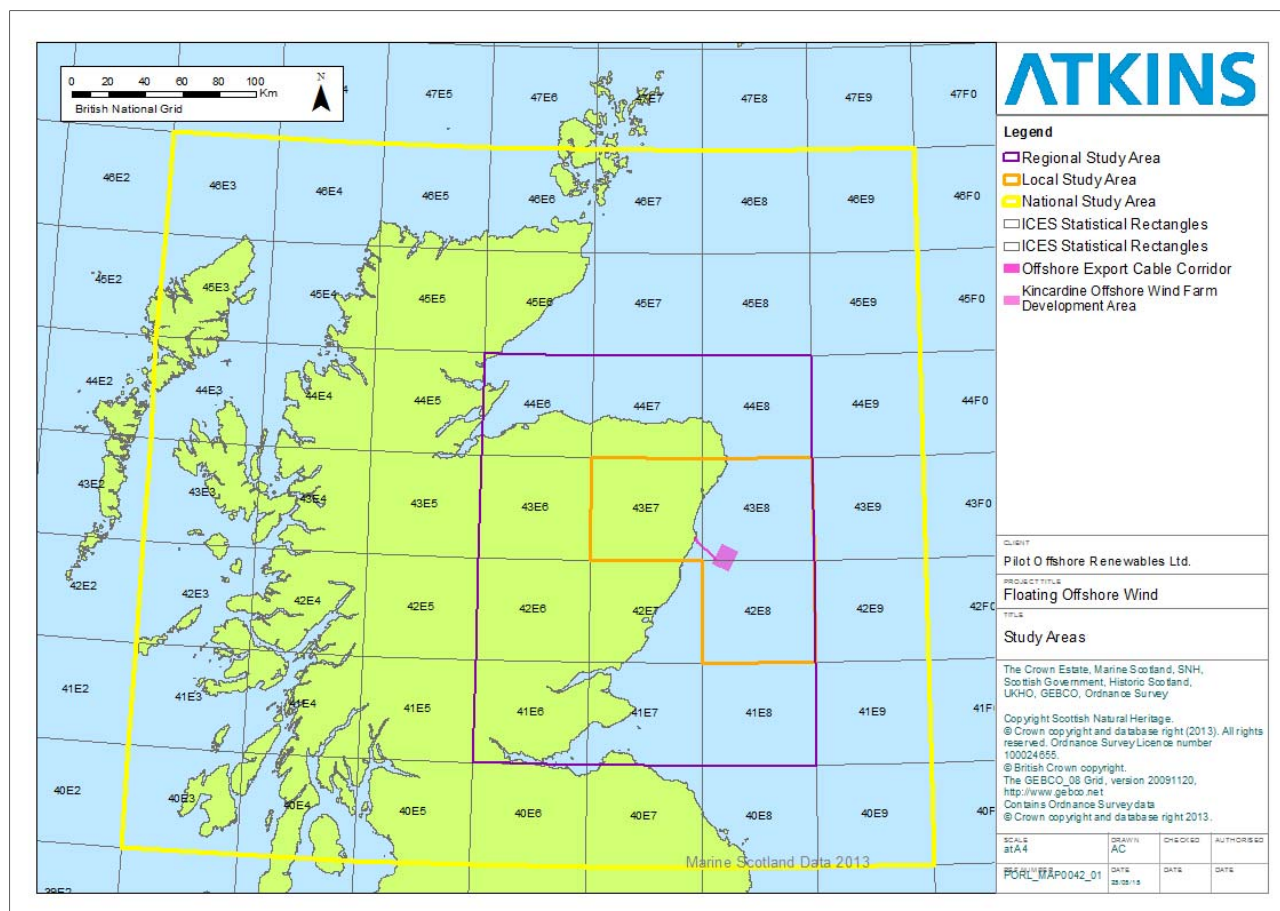 0 20 40 60 80 100
Km
N
British National Grid
47E5 47E6 47E7 47E8 47E9 47F0
46E2 46E3 46E4 46E5 46E6 46E7 46E8 46E9 46F0
45E2 45E3 45E4 45E5 45E6 45E7 45E8 45E9 45F0
44E2 44E3 44E4 44E5 44E6 44E7 44E8 44E9 44F0
43E2 43E3 43E4 43E5 43E6 43E7 43E8 43E9 43F0
42E2 42E3 42E4 42E5 42E6 42E7 42E8 42E9
41E2 41E3 41E4 41E5 41E6 41E7 41E8 41E9
40E2 40E3 40E4 40E5 40E6 40E7 40E8 40E9
Marine Scotland Data 2013
ATKINS
Legend
Regional Study Area
Local Study Area
National Study Area
ICES Statistical Rectangles
ICES Statistical Rectangles
Offshore Export Cable Corridor
Kincardine Offshore Wind Farm
Development Area
CLIENT
Pilot Offshore Renewables Ltd.
PROJECT TITLE
Floating Offshore Wind
TITLE
Study Areas
The Crown Estate, Marine Scotland, SNH,
Scottish Government, Historic Scotland,
UKHO, GEBCO, Ordnance Survey
Copyright Scottish Natural Heritage.
© Crown copyright and database right (2013). All rights
reserved. Ordnance Survey Licence number
100024655.
© British Crown copyright.
The GEBCO_08 Grid, version 20091120,
http://www.gebco.net
Contains Ordnance Survey data
© Crown copyright and database right 2013.
SCALE DRAWN CHECKED AUTHORISED
at A4 AC
DATE DATE DATE
PORL_MAP0042_01